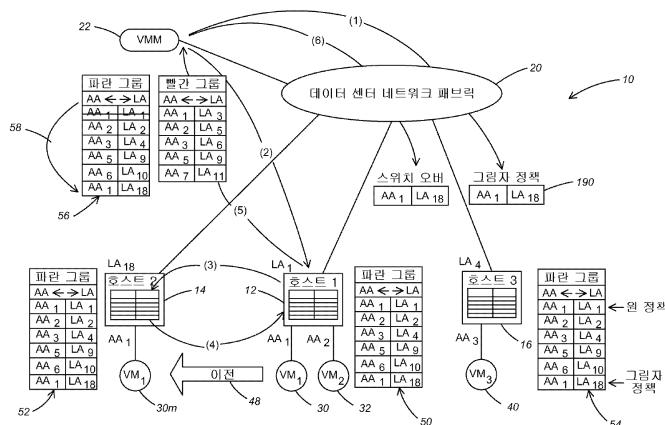 (1)
22
VMM
(6)
20
10
데이터 센터 네트워크 패브릭
파란 그룹
AA ↔ LA
AA 1 LA 1
AA 2 LA 2
AA 3 LA 4
AA 5 LA 9
AA 6 LA 10
AA 1 LA 18
58
56
빨간 그룹
AA ↔ LA
AA 1 LA 3
AA 2 LA 5
AA 3 LA 6
AA 5 LA 9
AA 7 LA 11
(2)
(5)
스위치 오버
AA 1 LA 18
그림자 정책
AA 1 LA 18
190
파란 그룹
AA ↔ LA
AA 1 LA 1
AA 2 LA 2
AA 3 LA 4
AA 5 LA 9
AA 6 LA 10
AA 1 LA 18
52
LA 18
호스트 2
14
(3)
(4)
AA 1
VM1
30m
이전
48
LA 1
호스트 1
12
AA 1
AA 2
VM1
30
VM2
32
파란 그룹
AA ↔ LA
AA 1 LA 1
AA 2 LA 2
AA 3 LA 4
AA 5 LA 9
AA 6 LA 10
AA 1 LA 18
50
LA 4
호스트 3
16
AA 3
VM3
40
파란 그룹
AA ↔ LA
AA 1 LA 1
AA 2 LA 2
AA 3 LA 4
AA 5 LA 9
AA 6 LA 10
AA 1 LA 18
원 정책
그림자
정책
54